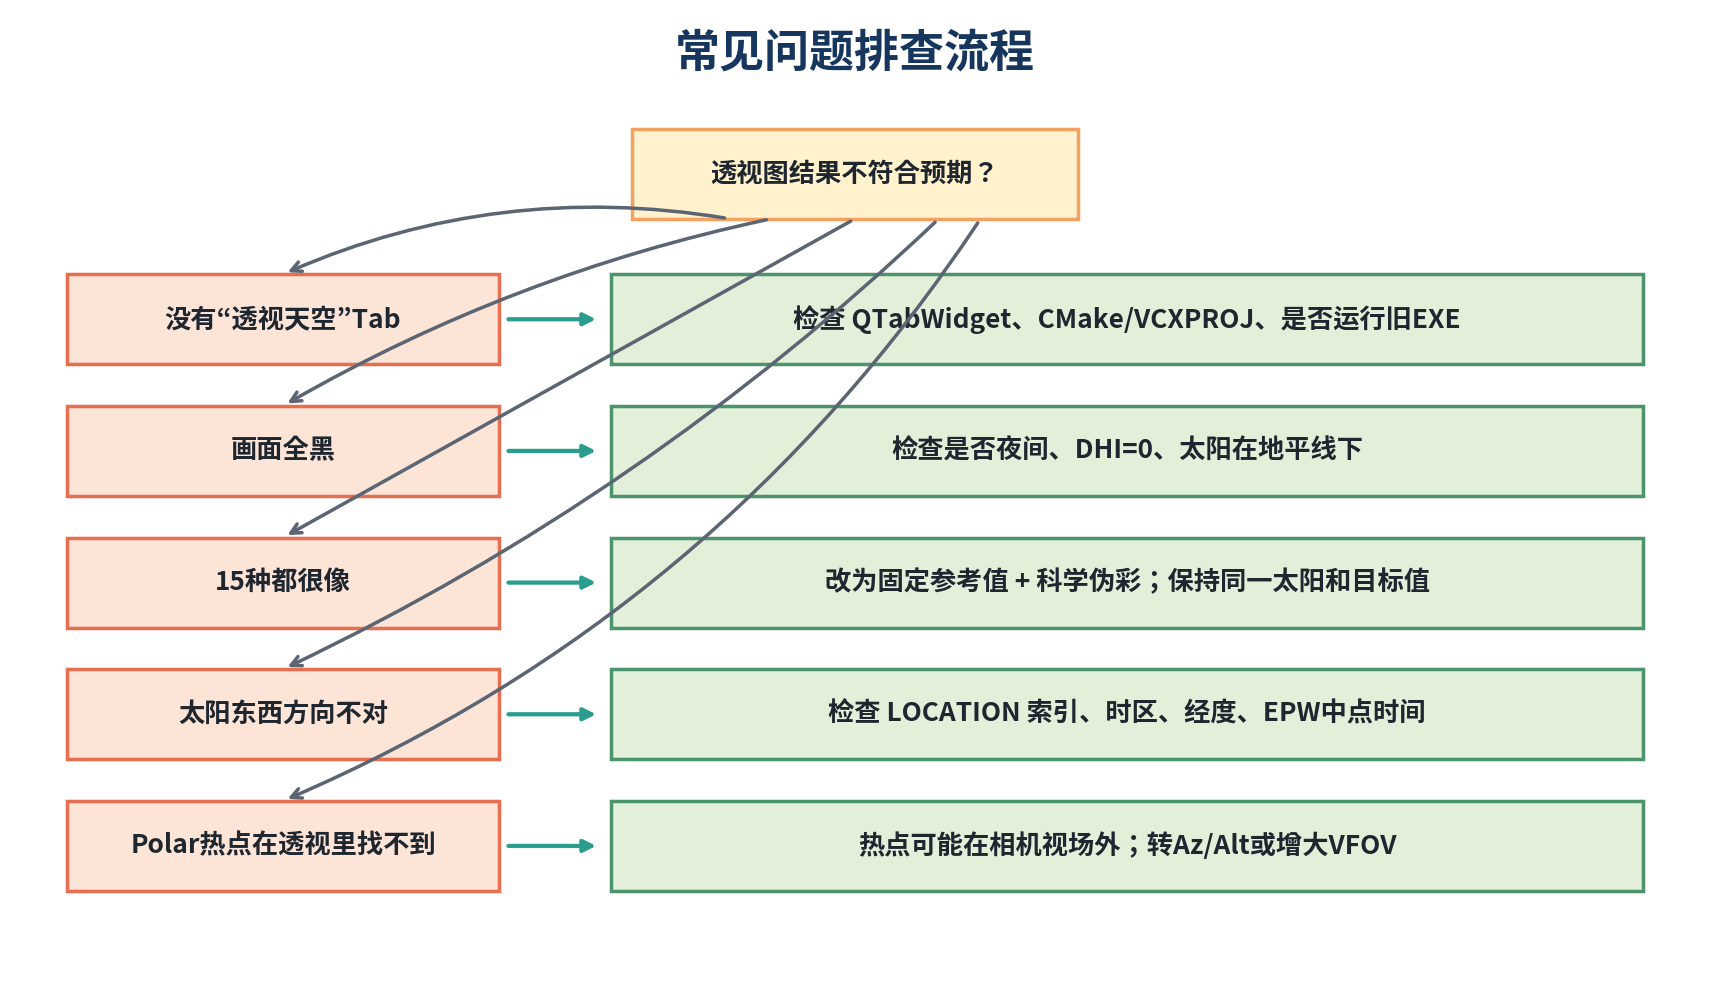 常见问题排查流程
透视图结果不符合预期？
没有“透视天空”Tab
检查 QTabWidget、CMake/VCXPROJ、是否运行旧EXE
画面全黑
检查是否夜间、DHI=0、太阳在地平线下
15种都很像
改为固定参考值 + 科学伪彩；保持同一太阳和目标值
太阳东西方向不对
检查 LOCATION 索引、时区、经度、EPW中点时间
Polar热点在透视里找不到
热点可能在相机视场外；转Az/Alt或增大VFOV